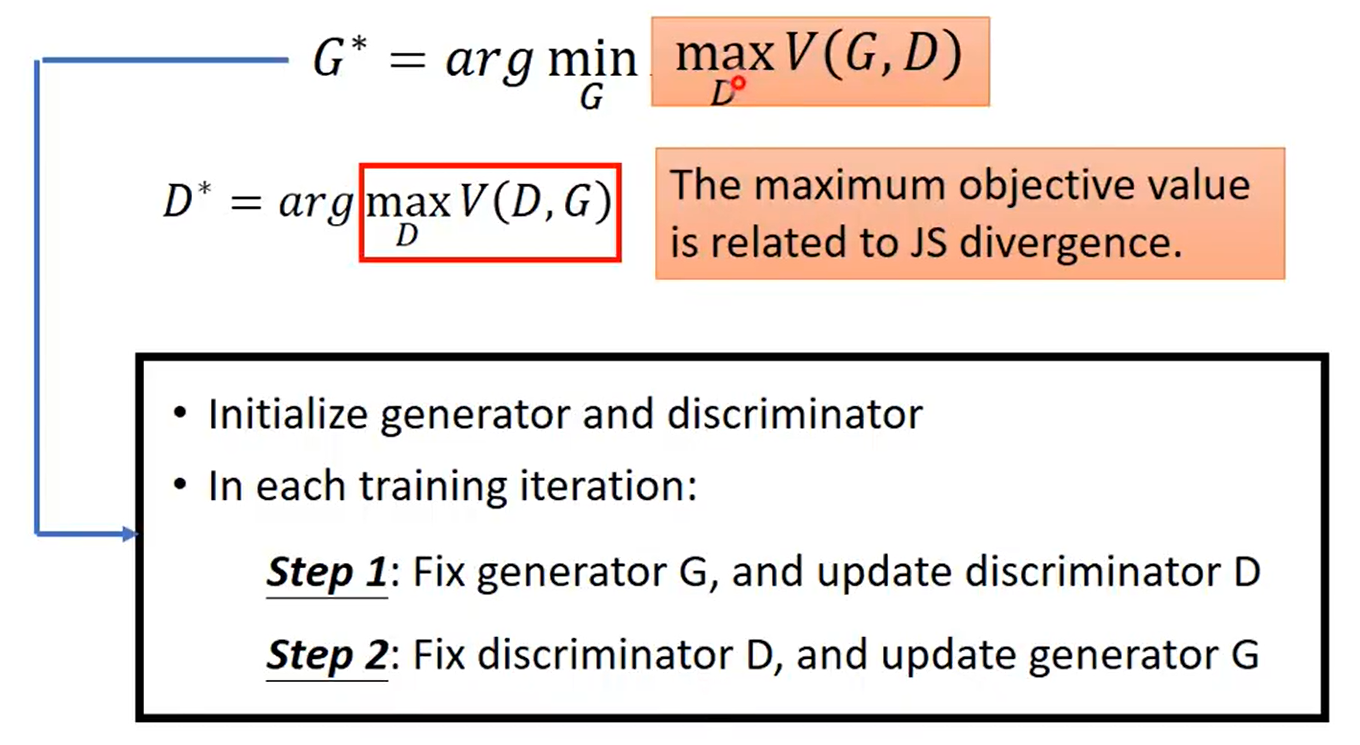 G* = arg min_G max_D V(G, D)
D* = arg max_D V(D, G)
The maximum objective value
is related to JS divergence.
• Initialize generator and discriminator
• In each training iteration:
Step 1: Fix generator G, and update discriminator D
Step 2: Fix discriminator D, and update generator G